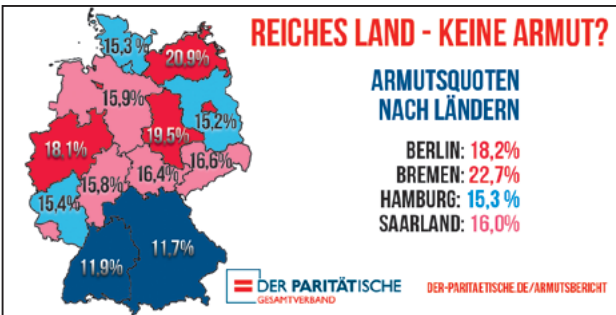 REICHES LAND - KEINE ARMUT?
ARMUTSQUOTEN
NACH LÄNDERN
BERLIN: 18,2%
BREMEN: 22,7%
HAMBURG: 15,3 %
SAARLAND: 16,0%
15,3 %
20,9%
15,9%
15,2%
19,5%
18,1%
16,6%
16,4%
15,8%
15,4%
11,7%
11,9%
DER PARITÄTISCHE
GESAMTVERBAND
DER-PARITAETISCHE.DE/ARMUTSBERICHT